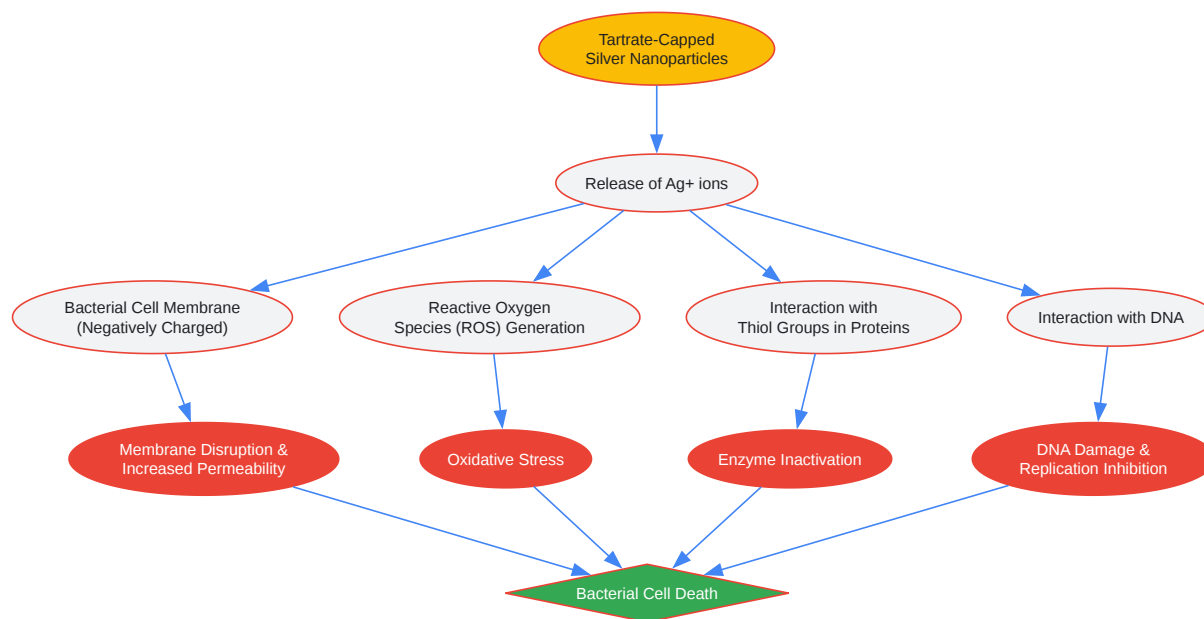 Tartrate-Capped
Silver Nanoparticles
Release of Ag+ ions
Bacterial Cell Membrane
(Negatively Charged)
Reactive Oxygen
Species (ROS) Generation
Interaction with
Thiol Groups in Proteins
Interaction with DNA
Membrane Disruption &
Increased Permeability
Oxidative Stress
Enzyme Inactivation
DNA Damage &
Replication Inhibition
Bacterial Cell Death